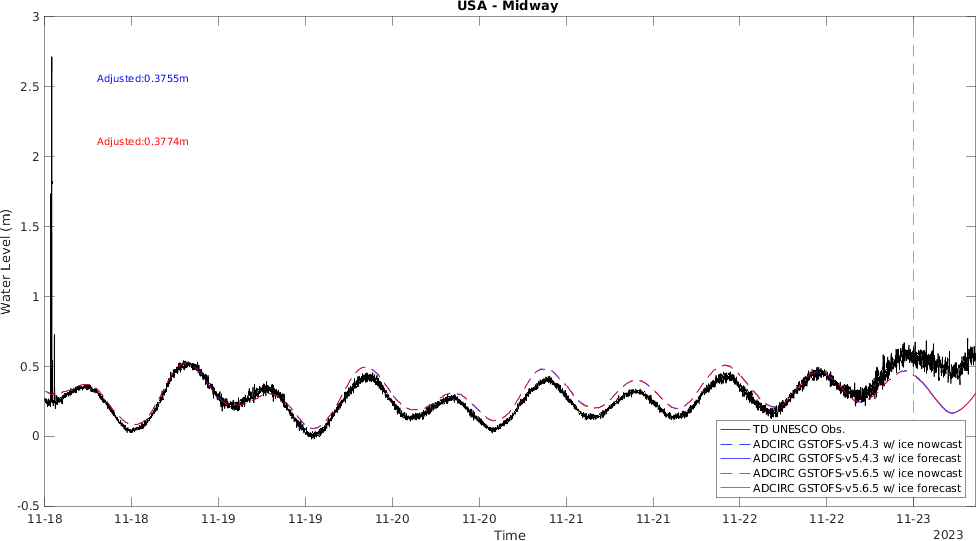 USA - Midway
3
2.5
2
1.5
1
0.5
0
-0.5
Water Level (m)
Adjusted:0.3755m
Adjusted:0.3774m
TD UNESCO Obs.
ADCIRC GSTOFS-v5.4.3 w/ ice nowcast
ADCIRC GSTOFS-v5.4.3 w/ ice forecast
ADCIRC GSTOFS-v5.6.5 w/ ice nowcast
ADCIRC GSTOFS-v5.6.5 w/ ice forecast
11-18 11-18 11-19 11-19 11-20 11-20 11-21 11-21 11-22 11-22 11-23
Time
2023